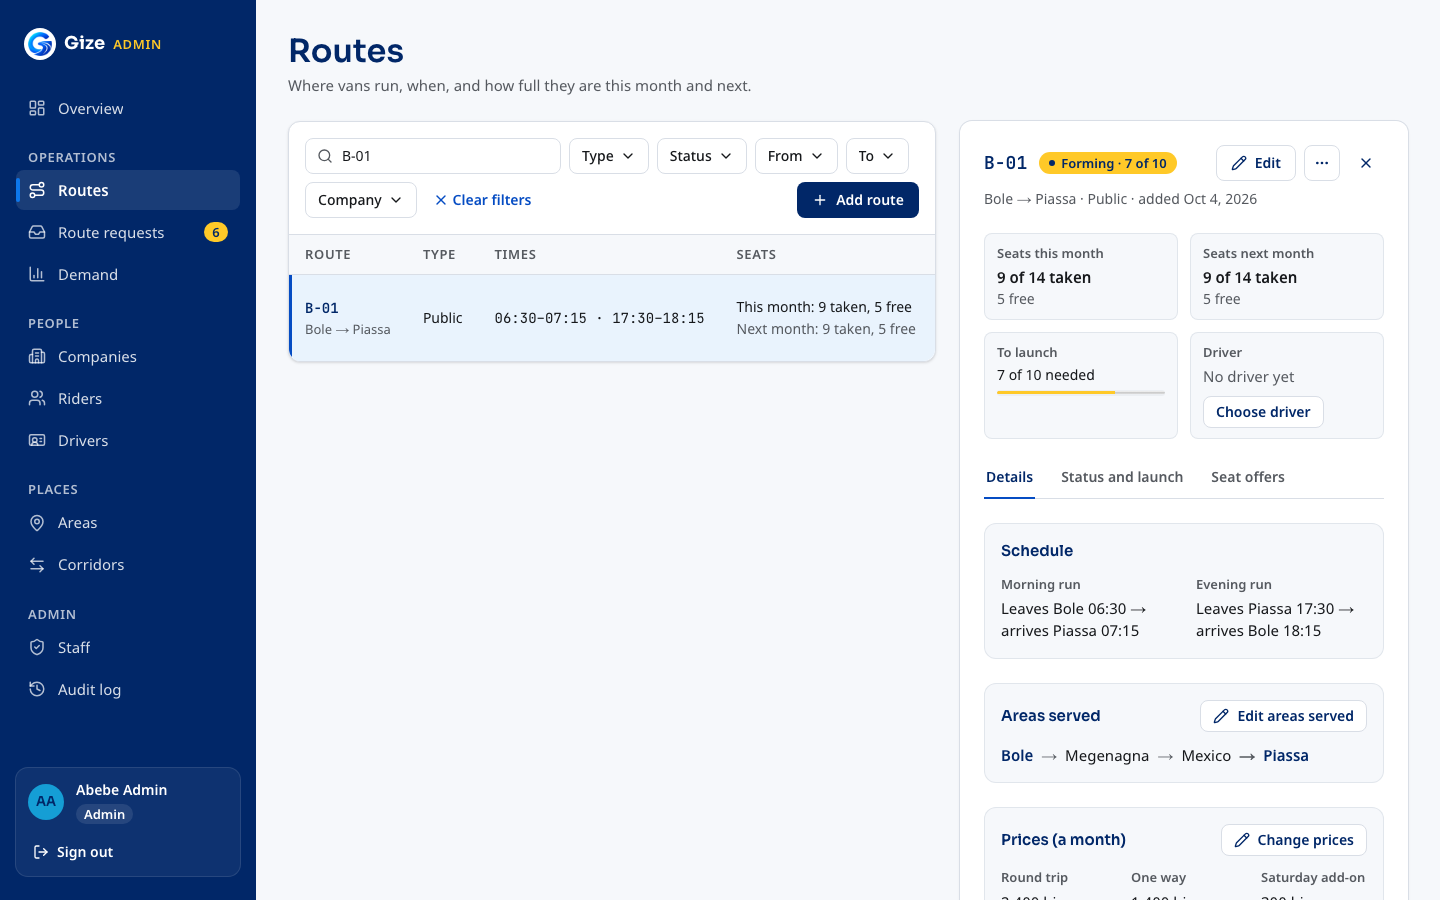 Gize ADMIN
Overview
OPERATIONS
Routes
Route requests 6
Demand
PEOPLE
Companies
Riders
Drivers
PLACES
Areas
Corridors
ADMIN
Staff
Audit log
AA Abebe Admin
Admin
Sign out
Routes
Where vans run, when, and how full they are this month and next.
B-01 Type Status From To
Company Clear filters Add route
ROUTE TYPE TIMES SEATS
B-01
Bole → Piassa
Public
06:30–07:15 · 17:30–18:15
This month: 9 taken, 5 free
Next month: 9 taken, 5 free
B-01 Forming · 7 of 10 Edit ···
Bole → Piassa · Public · added Oct 4, 2026
Seats this month
9 of 14 taken
5 free
Seats next month
9 of 14 taken
5 free
To launch
7 of 10 needed
Driver
No driver yet
Choose driver
Details Status and launch Seat offers
Schedule
Morning run
Leaves Bole 06:30 →
arrives Piassa 07:15
Evening run
Leaves Piassa 17:30 →
arrives Bole 18:15
Areas served Edit areas served
Bole → Megenagna → Mexico → Piassa
Prices (a month) Change prices
Round trip One way Saturday add-on